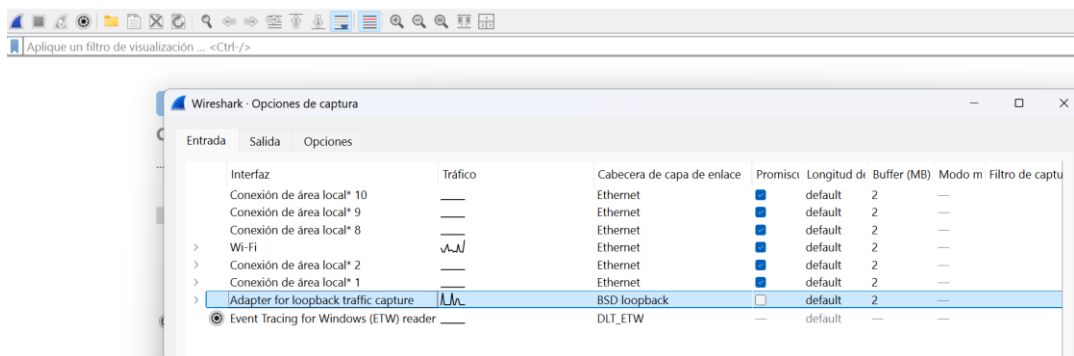 Aplique un filtro de visualización ... <Ctrl-/>
Wireshark · Opciones de captura
Entrada Salida Opciones
Interfaz Tráfico Cabecera de capa de enlace Promiscu Longitud de Buffer (MB) Modo m Filtro de captu
Conexión de área local* 10 Ethernet default 2 —
Conexión de área local* 9 Ethernet default 2 —
Conexión de área local* 8 Ethernet default 2 —
Wi-Fi Ethernet default 2 —
Conexión de área local* 2 Ethernet default 2 —
Conexión de área local* 1 Ethernet default 2 —
Adapter for loopback traffic capture BSD loopback default 2 —
Event Tracing for Windows (ETW) reader DLT_ETW — default — —